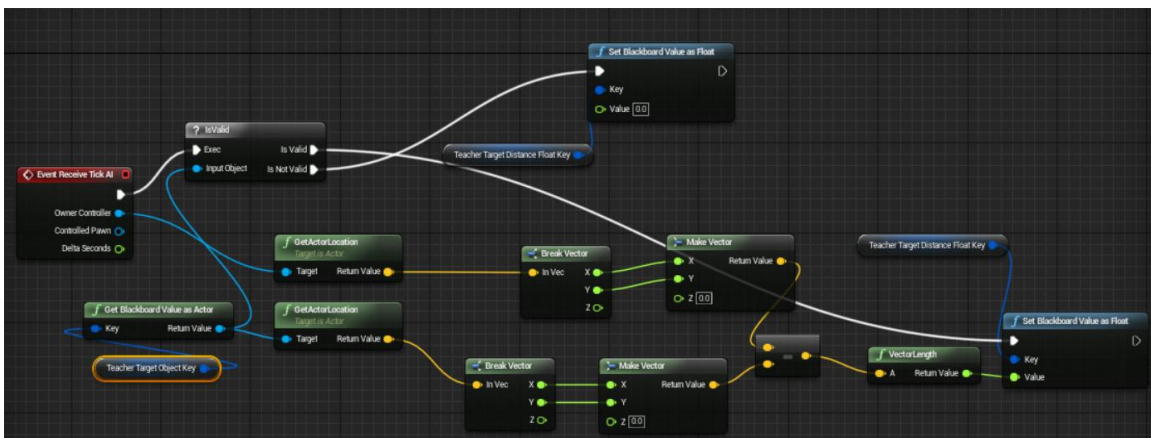 Set Blackboard Value as Float
Key
Value 0.0
? IsValid
Exec Is Valid
Input Object Is Not Valid
Teacher Target Distance Float Key
Event Receive Tick AI
Owner Controller
Controlled Pawn
Delta Seconds
GetActorLocation
Target is Actor
Target Return Value
Break Vector
In Vec X
Y
Z
Make Vector
X Return Value
Y
Z 0.0
Teacher Target Distance Float Key
Get Blackboard Value as Actor
Key Return Value
Teacher Target Object Key
GetActorLocation
Target is Actor
Target Return Value
Break Vector
In Vec X
Y
Z
Make Vector
X Return Value
Y
Z 0.0
VectorLength
A Return Value
Set Blackboard Value as Float
Key
Value